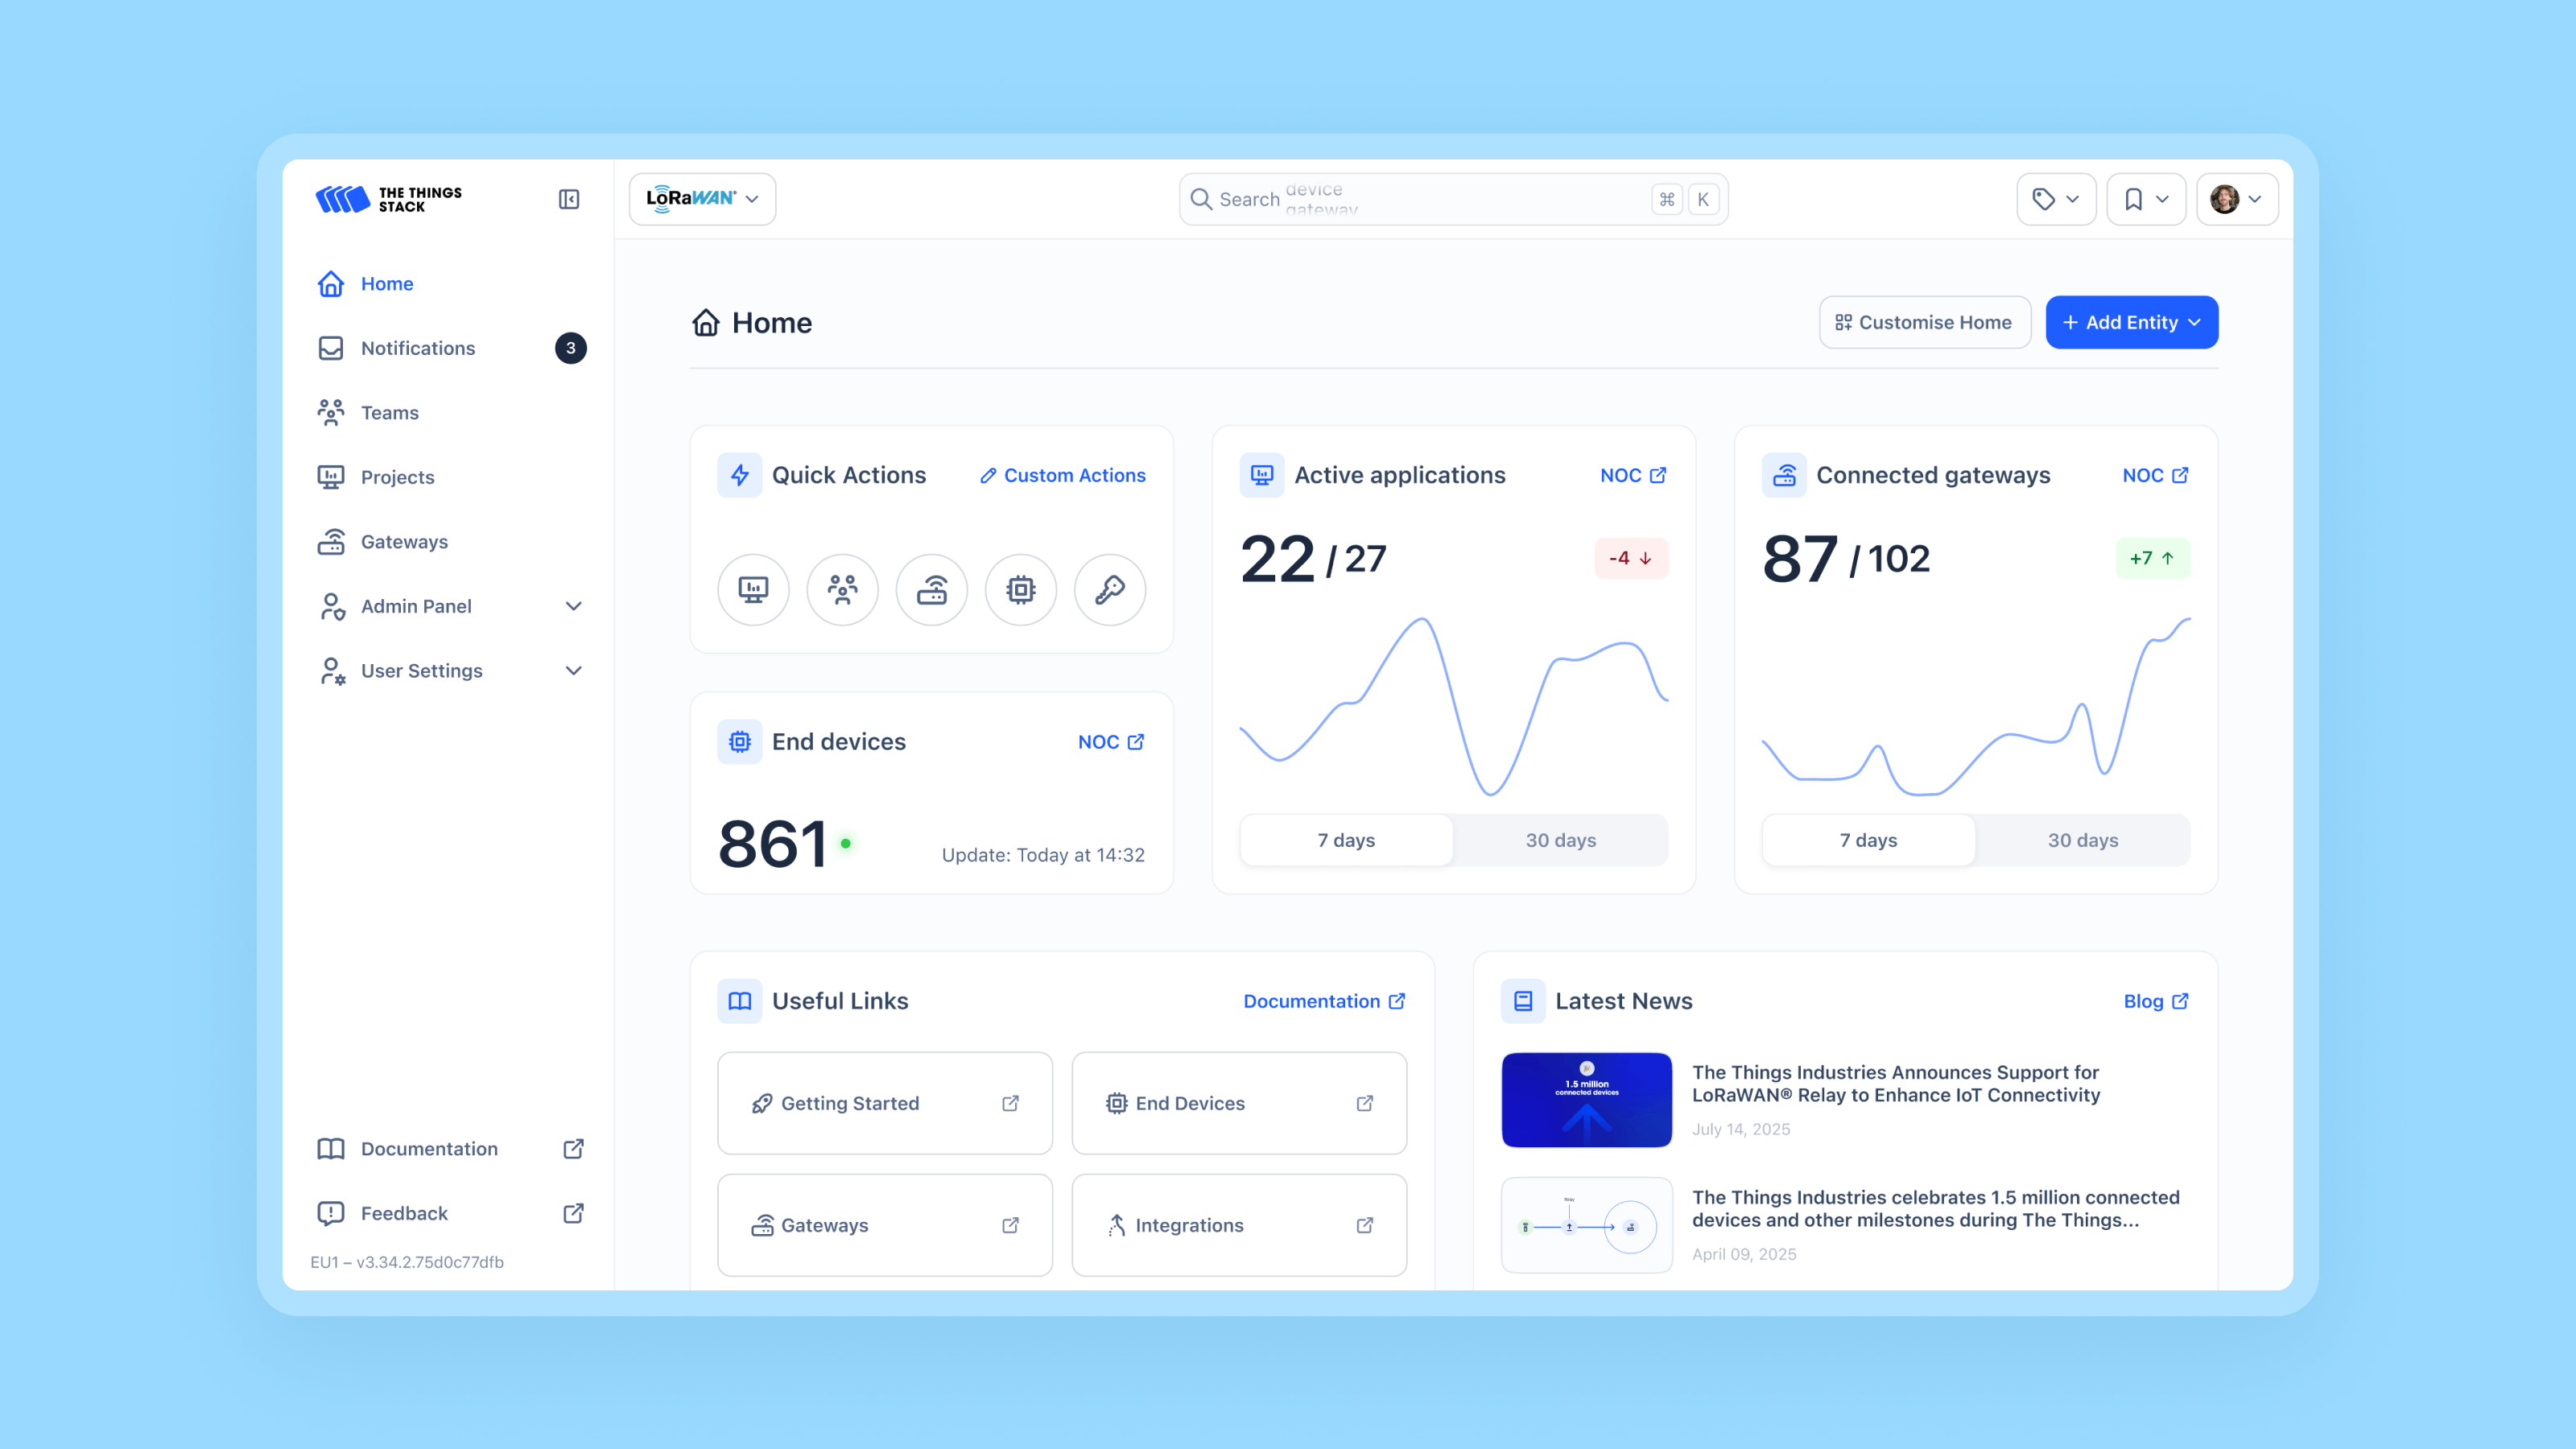 THE THINGS
STACK
LoRaWAN®
Search device
gateway
⌘ K
Home
Notifications 3
Teams
Projects
Gateways
Admin Panel
User Settings
Documentation
Feedback
EU1 – v3.34.2.75d0c77dfb
Home
Customise Home
+ Add Entity
Quick Actions
Custom Actions
End devices
NOC
861
Update: Today at 14:32
Active applications
NOC
22 / 27
-4 ↓
7 days
30 days
Connected gateways
NOC
87 / 102
+7 ↑
7 days
30 days
Useful Links
Documentation
Getting Started
End Devices
Gateways
Integrations
Latest News
Blog
1.5 million
connected devices
The Things Industries Announces Support for
LoRaWAN® Relay to Enhance IoT Connectivity
July 14, 2025
The Things Industries celebrates 1.5 million connected
devices and other milestones during The Things...
April 09, 2025